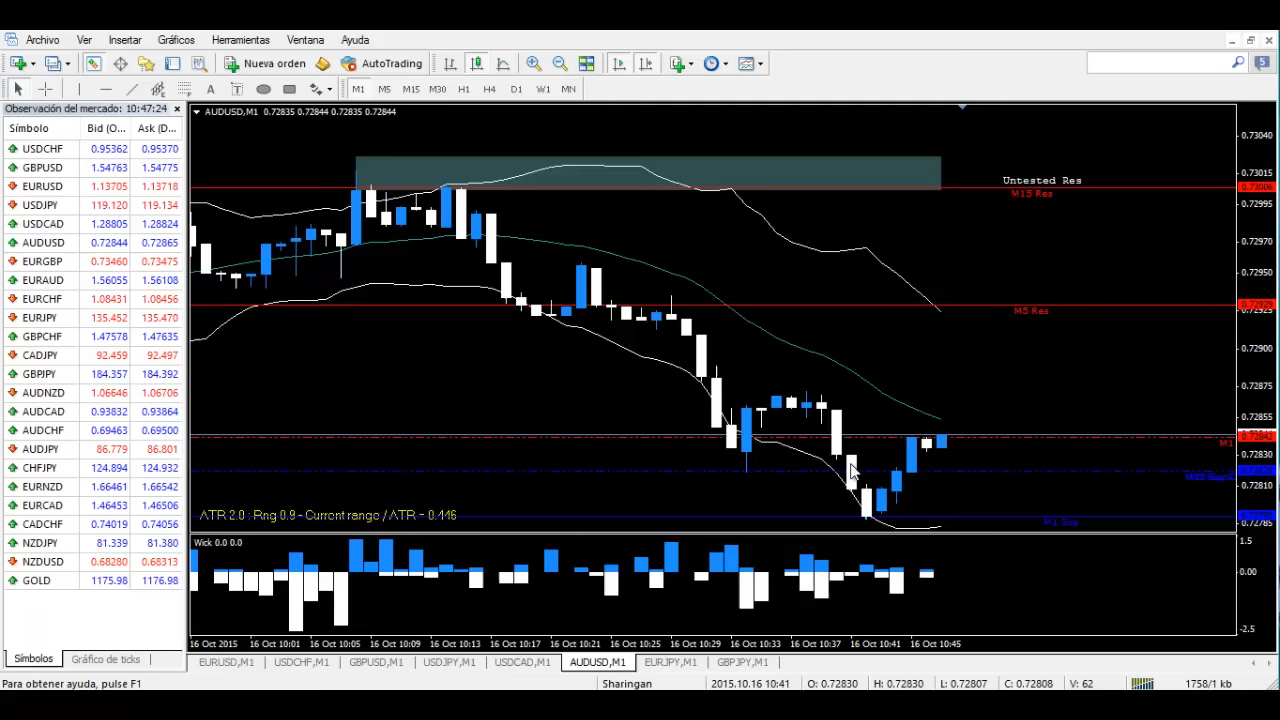 Archivo Ver Insertar Gráficos Herramientas Ventana Ayuda
Nueva orden AutoTrading 5
A T M1 M5 M15 M30 H1 H4 D1 W1 MN
Observación del mercado: 10:47:24
Símbolo Bid (O... Ask (D...
USDCHF 0.95362 0.95370
GBPUSD 1.54763 1.54775
EURUSD 1.13705 1.13718
USDJPY 119.120 119.134
USDCAD 1.28805 1.28824
AUDUSD 0.72844 0.72865
EURGBP 0.73460 0.73475
EURAUD 1.56055 1.56108
EURCHF 1.08431 1.08456
EURJPY 135.452 135.470
GBPCHF 1.47578 1.47635
CADJPY 92.459 92.497
GBPJPY 184.357 184.392
AUDNZD 1.06646 1.06706
AUDCAD 0.93832 0.93864
AUDCHF 0.69463 0.69500
AUDJPY 86.779 86.801
CHFJPY 124.894 124.932
EURNZD 1.66461 1.66542
EURCAD 1.46453 1.46506
CADCHF 0.74019 0.74056
NZDJPY 81.339 81.380
NZDUSD 0.68280 0.68313
GOLD 1175.98 1176.98
Símbolos Gráfico de ticks
AUDUSD,M1 0.72835 0.72844 0.72835 0.72844
0.73040
0.73015
Untested Res
0.73006
M15 Res
0.72995
0.72970
0.72950
0.72929
M5 Res
0.72925
0.72900
0.72875
0.72855
0.72842
M1
0.72830
0.72810
M1 Sup
0.72785
ATR 2.0 : Rng 0.9 - Current range / ATR = 0.446
Wick 0.0 0.0
1.5
0.00
-2.5
16 Oct 2015 16 Oct 10:01 16 Oct 10:05 16 Oct 10:09 16 Oct 10:13 16 Oct 10:17 16 Oct 10:21 16 Oct 10:25 16 Oct 10:29 16 Oct 10:33 16 Oct 10:37 16 Oct 10:41 16 Oct 10:45
EURUSD,M1 USDCHF,M1 GBPUSD,M1 USDJPY,M1 USDCAD,M1 AUDUSD,M1 EURJPY,M1 GBPJPY,M1
Para obtener ayuda, pulse F1 Sharingan 2015.10.16 10:41 O: 0.72830 H: 0.72830 L: 0.72807 C: 0.72808 V: 62 1758/1 kb